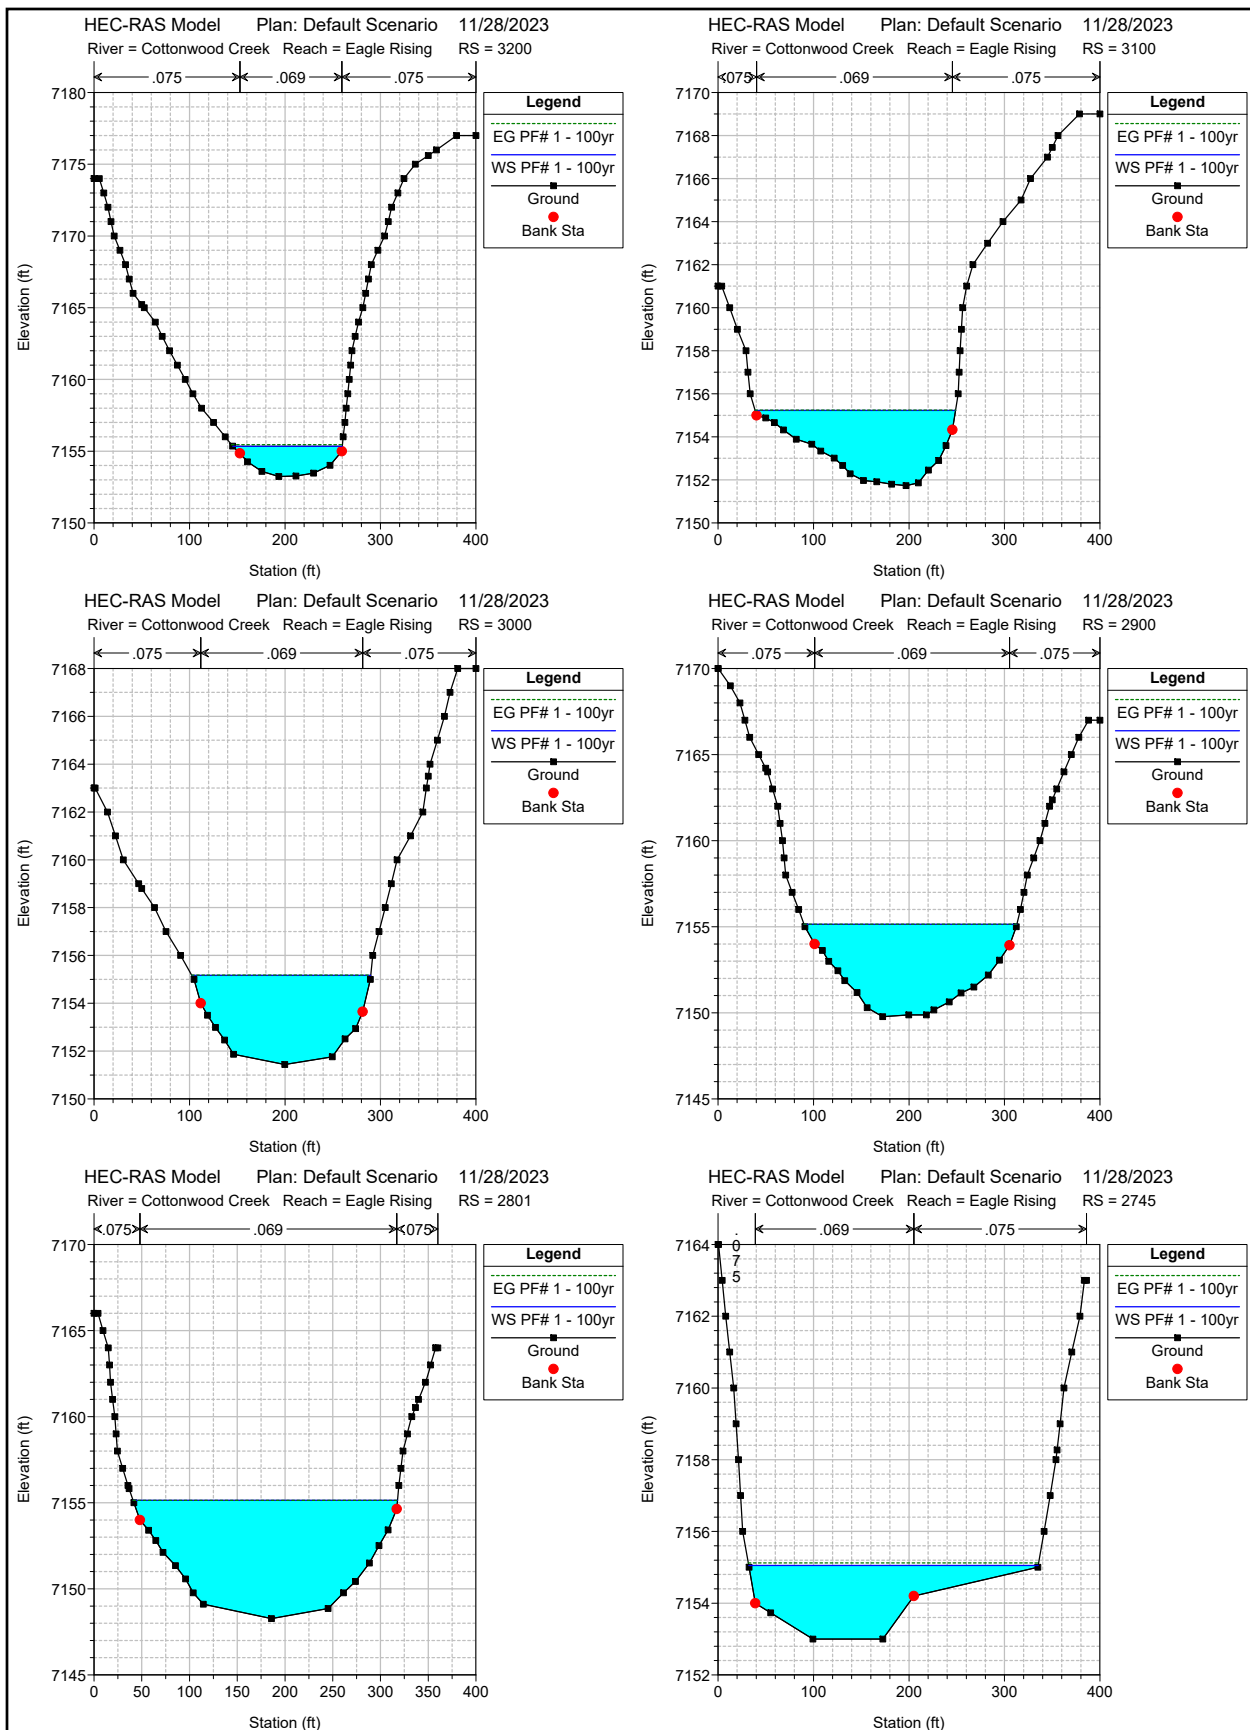 HEC-RAS Model Plan: Default Scenario 11/28/2023
River = Cottonwood Creek Reach = Eagle Rising RS = 3200
.075 .069 .075
7180
7175
7170
7165
7160
7155
7150
Elevation (ft)
0 100 200 300 400
Station (ft)
Legend
EG PF# 1 - 100yr
WS PF# 1 - 100yr
Ground
Bank Sta
HEC-RAS Model Plan: Default Scenario 11/28/2023
River = Cottonwood Creek Reach = Eagle Rising RS = 3100
.075 .069 .075
7170
7168
7166
7164
7162
7160
7158
7156
7154
7152
7150
Elevation (ft)
0 100 200 300 400
Station (ft)
Legend
EG PF# 1 - 100yr
WS PF# 1 - 100yr
Ground
Bank Sta
HEC-RAS Model Plan: Default Scenario 11/28/2023
River = Cottonwood Creek Reach = Eagle Rising RS = 3000
.075 .069 .075
7168
7166
7164
7162
7160
7158
7156
7154
7152
7150
Elevation (ft)
0 100 200 300 400
Station (ft)
Legend
EG PF# 1 - 100yr
WS PF# 1 - 100yr
Ground
Bank Sta
HEC-RAS Model Plan: Default Scenario 11/28/2023
River = Cottonwood Creek Reach = Eagle Rising RS = 2900
.075 .069 .075
7170
7165
7160
7155
7150
7145
Elevation (ft)
0 100 200 300 400
Station (ft)
Legend
EG PF# 1 - 100yr
WS PF# 1 - 100yr
Ground
Bank Sta
HEC-RAS Model Plan: Default Scenario 11/28/2023
River = Cottonwood Creek Reach = Eagle Rising RS = 2801
.075 .069 .075
7170
7165
7160
7155
7150
7145
Elevation (ft)
0 50 100 150 200 250 300 350 400
Station (ft)
Legend
EG PF# 1 - 100yr
WS PF# 1 - 100yr
Ground
Bank Sta
HEC-RAS Model Plan: Default Scenario 11/28/2023
River = Cottonwood Creek Reach = Eagle Rising RS = 2745
.075 .069 .075
7164
7162
7160
7158
7156
7154
7152
Elevation (ft)
0 100 200 300 400
Station (ft)
Legend
EG PF# 1 - 100yr
WS PF# 1 - 100yr
Ground
Bank Sta